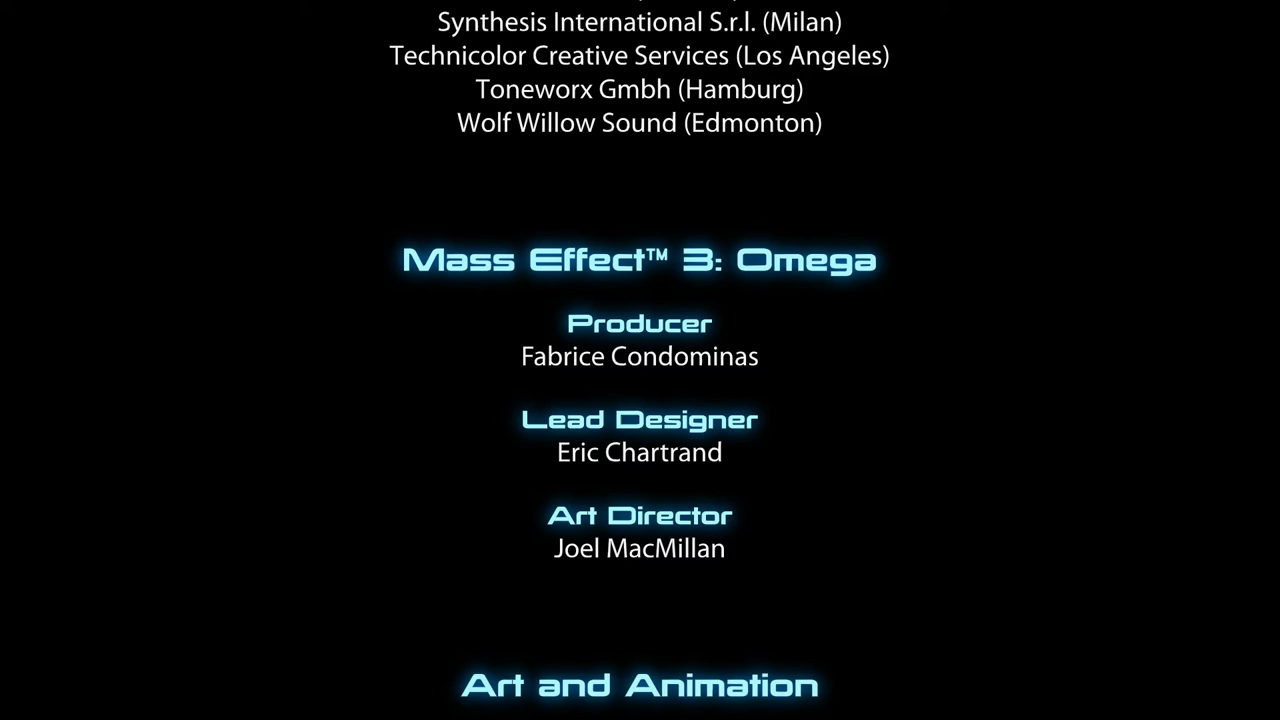 Synthesis International S.r.l. (Milan)
Technicolor Creative Services (Los Angeles)
Toneworx Gmbh (Hamburg)
Wolf Willow Sound (Edmonton)
Mass Effect™ 3: Omega
Producer
Fabrice Condominas
Lead Designer
Eric Chartrand
Art Director
Joel MacMillan
Art and Animation